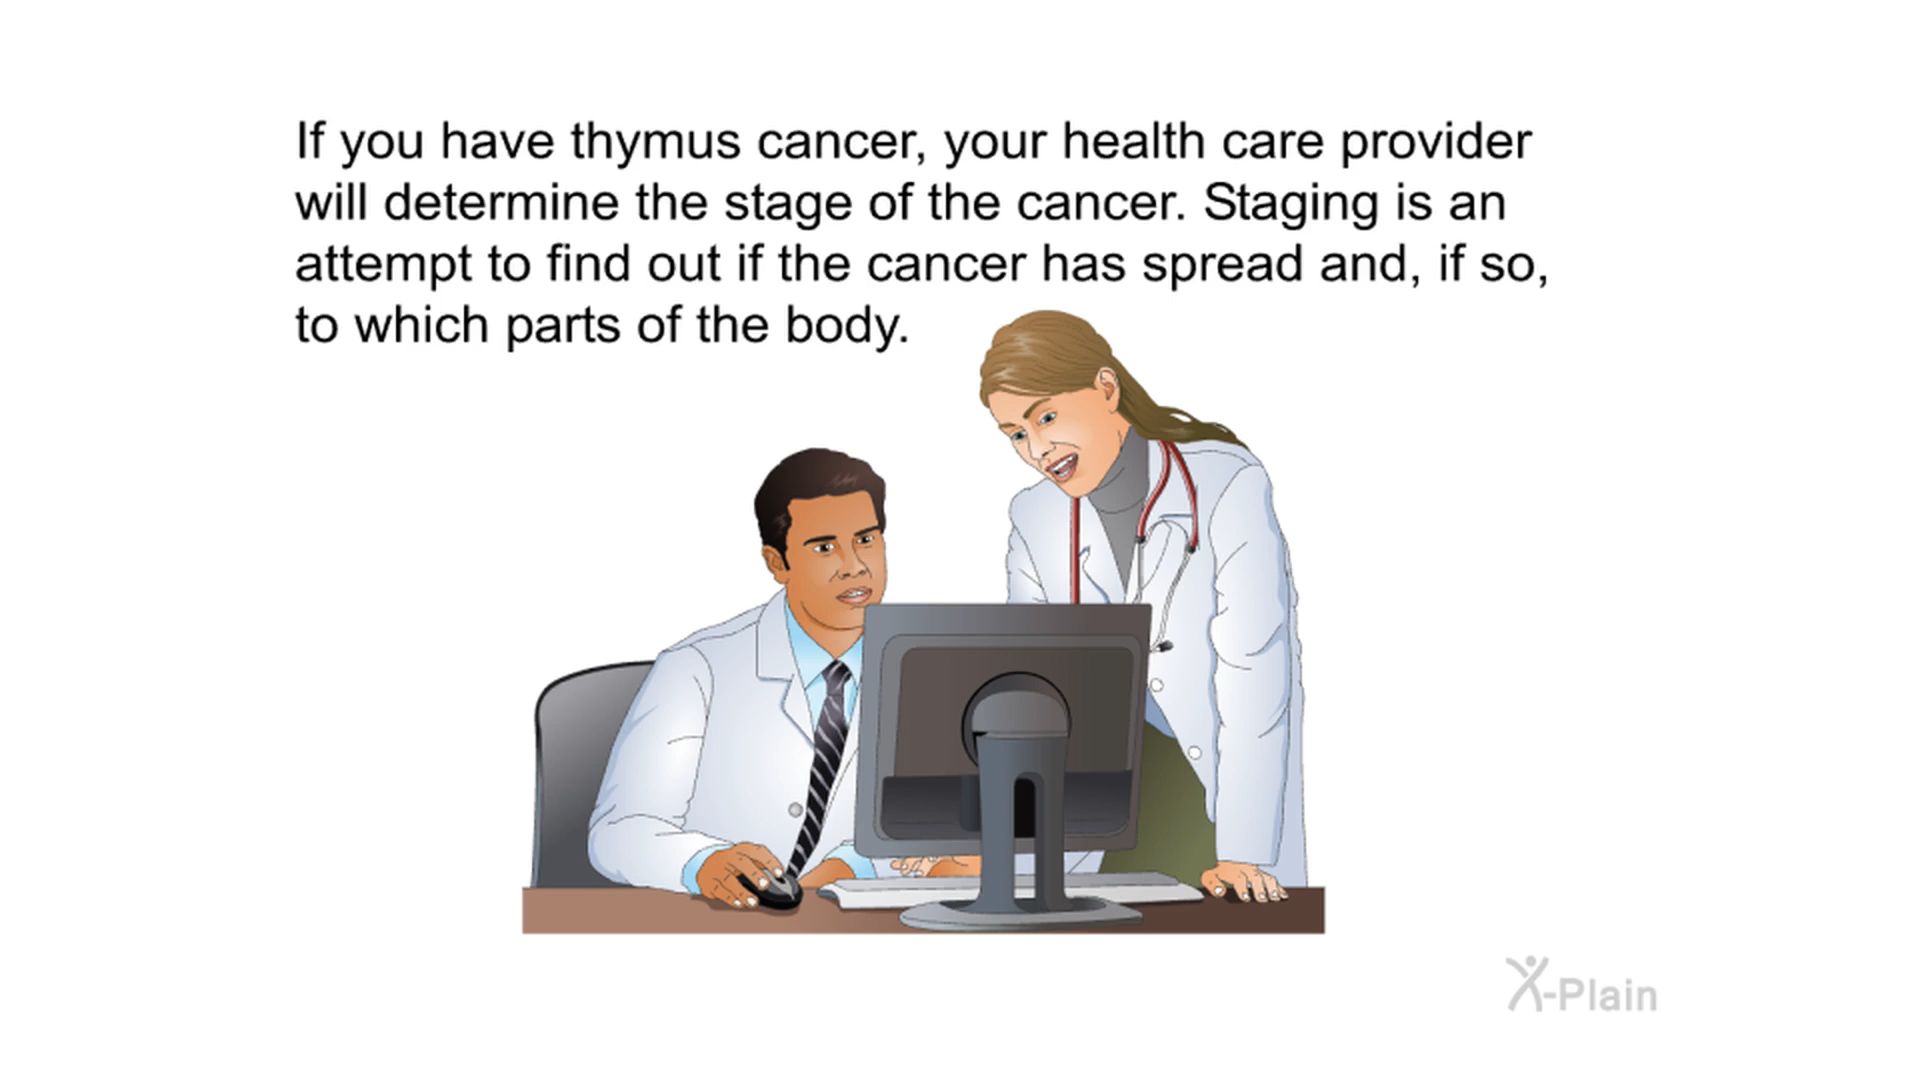 If you have thymus cancer, your health care provider
will determine the stage of the cancer. Staging is an
attempt to find out if the cancer has spread and, if so,
to which parts of the body.
X-Plain